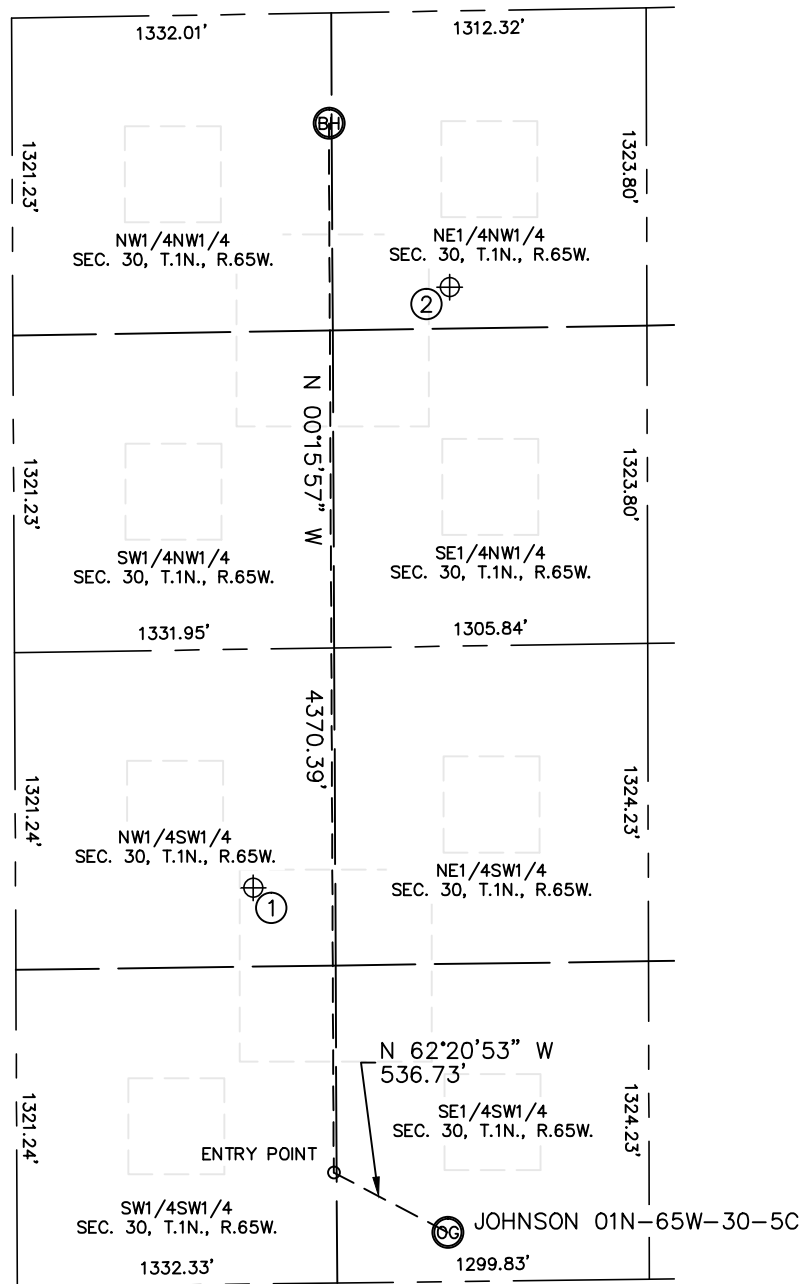 1332.01'
1312.32'
BH
1321.23'
1323.80'
NW1/4NW1/4
SEC. 30, T.1N., R.65W.
NE1/4NW1/4
SEC. 30, T.1N., R.65W.
2
N 00°15'57" W
1321.23'
1323.80'
SW1/4NW1/4
SEC. 30, T.1N., R.65W.
SE1/4NW1/4
SEC. 30, T.1N., R.65W.
1331.95'
1305.84'
4370.39'
1321.24'
1324.23'
NW1/4SW1/4
SEC. 30, T.1N., R.65W.
NE1/4SW1/4
SEC. 30, T.1N., R.65W.
1
N 62°20'53" W
536.73'
1321.24'
1324.23'
SE1/4SW1/4
SEC. 30, T.1N., R.65W.
ENTRY POINT
SW1/4SW1/4
SEC. 30, T.1N., R.65W.
OG
JOHNSON 01N-65W-30-5C
1332.33'
1299.83'